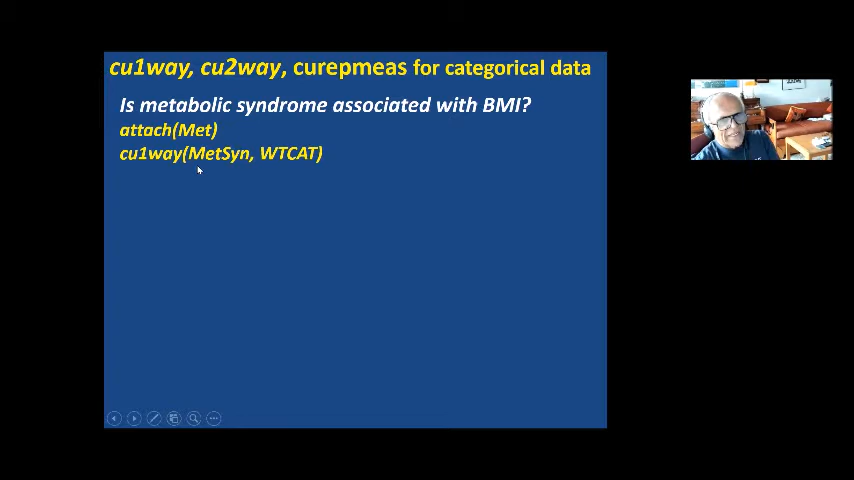 cu1way, cu2way, curepmeas for categorical data
Is metabolic syndrome associated with BMI?
attach(Met)
cu1way(MetSyn, WTCAT)